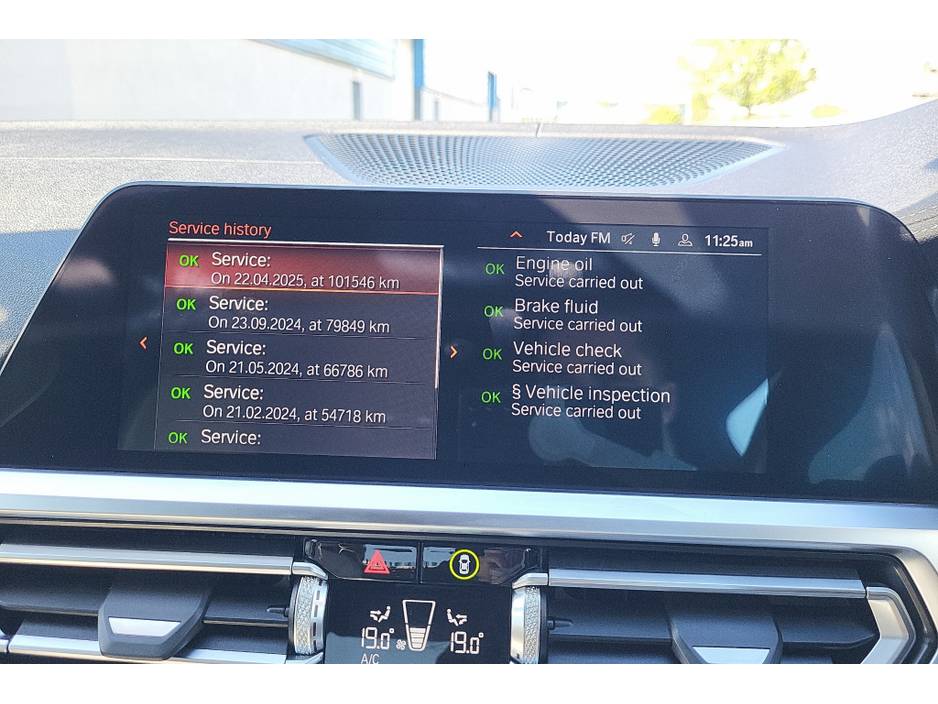 Service history
Today FM
11:25am
OK Service:
On 22.04.2025, at 101546 km
OK Service:
On 23.09.2024, at 79849 km
OK Service:
On 21.05.2024, at 66786 km
OK Service:
On 21.02.2024, at 54718 km
OK Service:
OK Engine oil
Service carried out
OK Brake fluid
Service carried out
OK Vehicle check
Service carried out
OK § Vehicle inspection
Service carried out
19.0° 19.0°
A/C